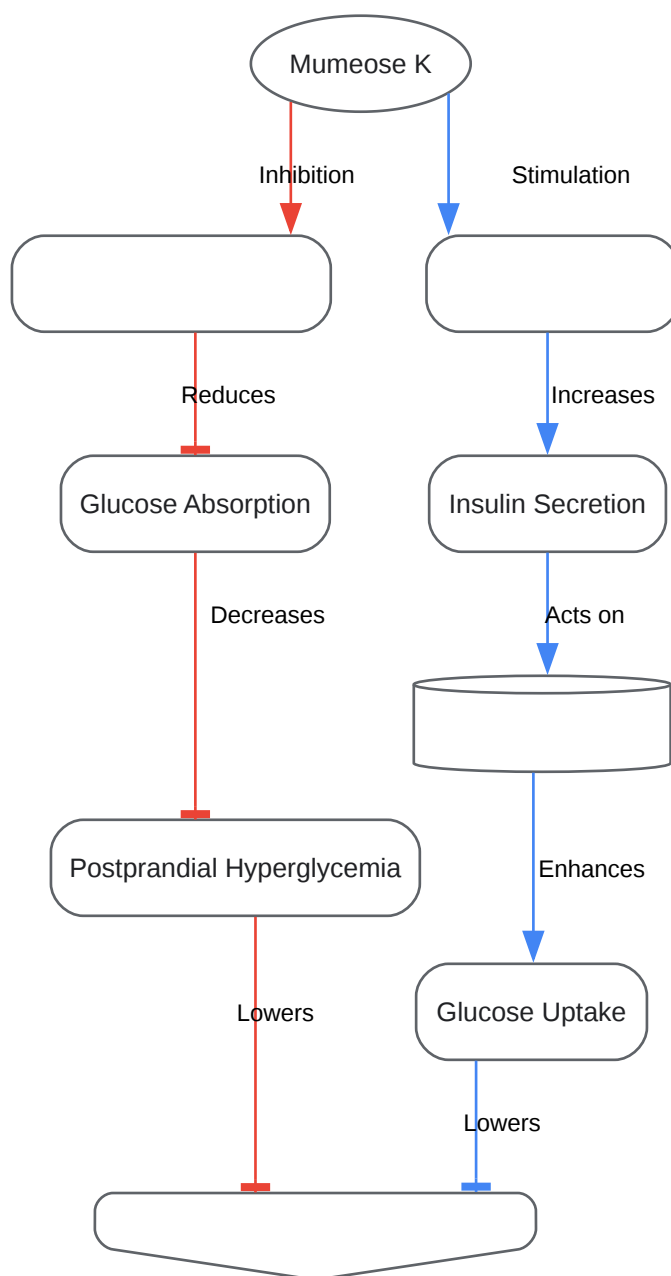 Mumeose K
Inhibition
Stimulation
Reduces
Increases
Glucose Absorption
Insulin Secretion
Decreases
Acts on
Postprandial Hyperglycemia
Enhances
Lowers
Glucose Uptake
Lowers